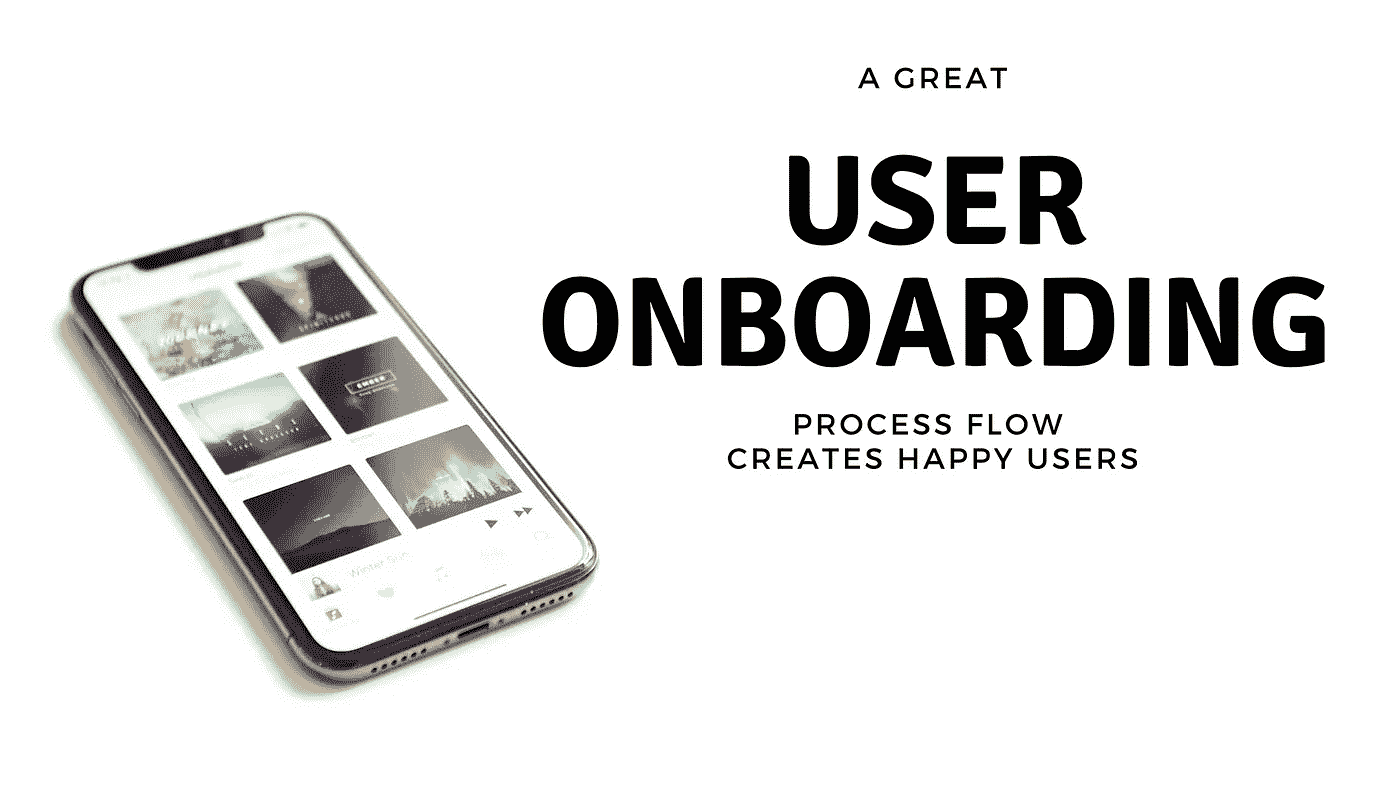 A GREAT
USER
ONBOARDING
PROCESS FLOW
CREATES HAPPY USERS